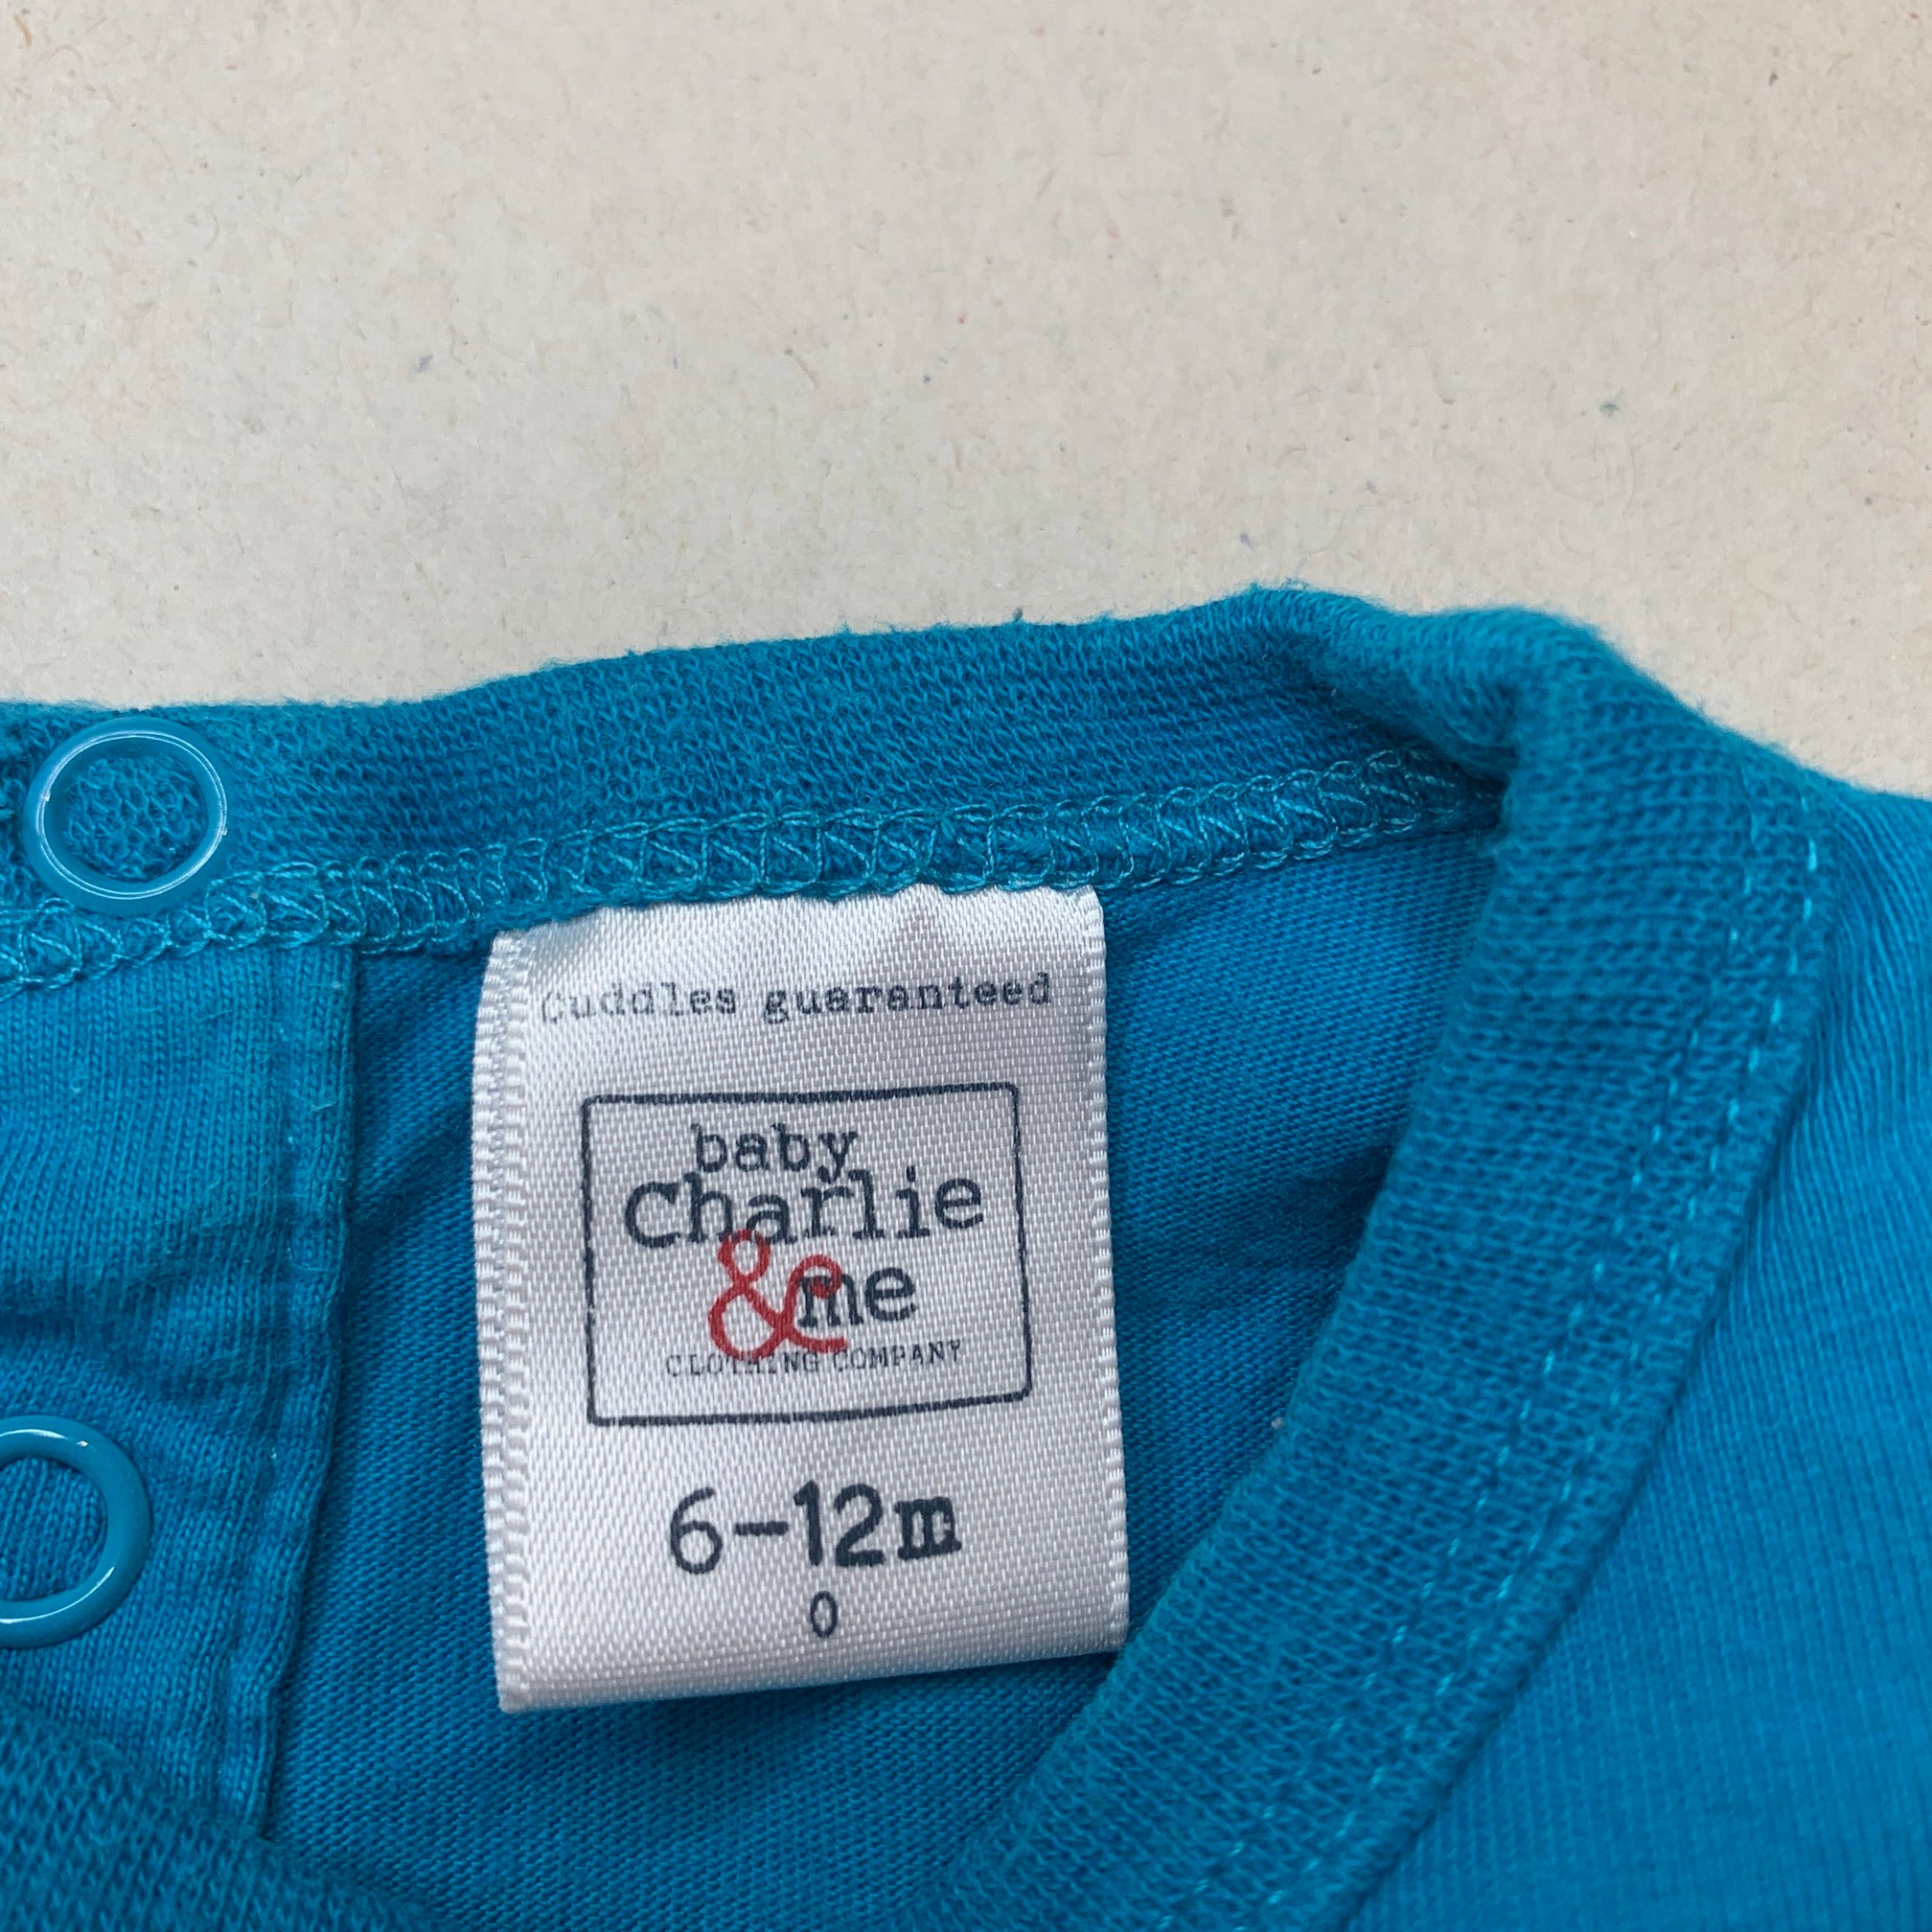 Cuddles guaranteed
baby
Charlie
& me
CLOTHING COMPANY
6-12m
0